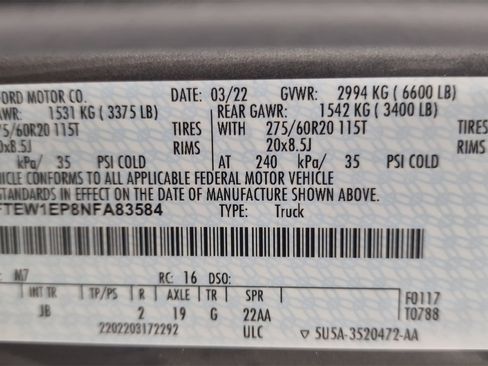 FORD MOTOR CO. DATE: 03/22 GVWR: 2994 KG ( 6600 LB)
AWR: 1531 KG ( 3375 LB) REAR GAWR: 1542 KG ( 3400 LB)
75/60R20 115T TIRES WITH 275/60R20 115T TIRES
0x8.5J RIMS 20x8.5J RIMS
kPa/ 35 PSI COLD AT 240 kPa/ 35 PSI COLD
HICLE CONFORMS TO ALL APPLICABLE FEDERAL MOTOR VEHICLE
STANDARDS IN EFFECT ON THE DATE OF MANUFACTURE SHOWN ABOVE.
FTEW1EP8NFA83584 TYPE: Truck
M7 RC: 16 DSO:
INT TR TP/PS R AXLE TR SPR F0117
JB 2 19 G 22AA T0788
2202203172292 ULC ▽ SU5A-3520472-AA